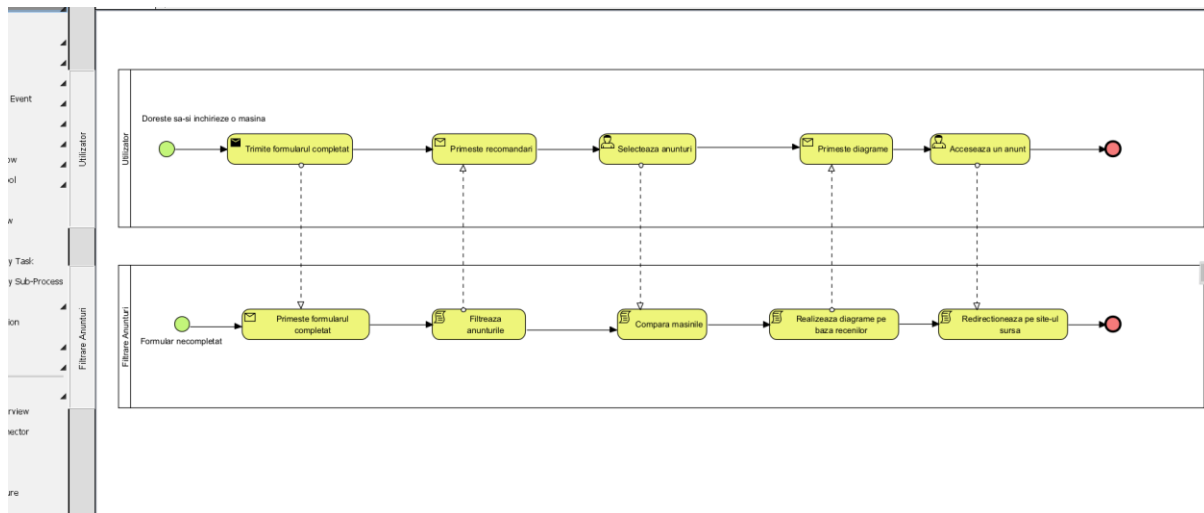 Event
ow
ool
w
y Task
y Sub-Process
ion
rview
nector
ure
Utilizator
Filtrare Anunturi
Utilizator
Doreste sa-si inchirieze o masina
Trimite formularul completat
Primeste recomandari
Selecteaza anunturi
Primeste diagrame
Acceseaza un anunt
Filtrare Anunturi
Formular necompletat
Primeste formularul
completat
Filtreaza
anunturile
Compara masinile
Realizeaza diagrame pe
baza recenilor
Redirectioneaza pe site-ul
sursa